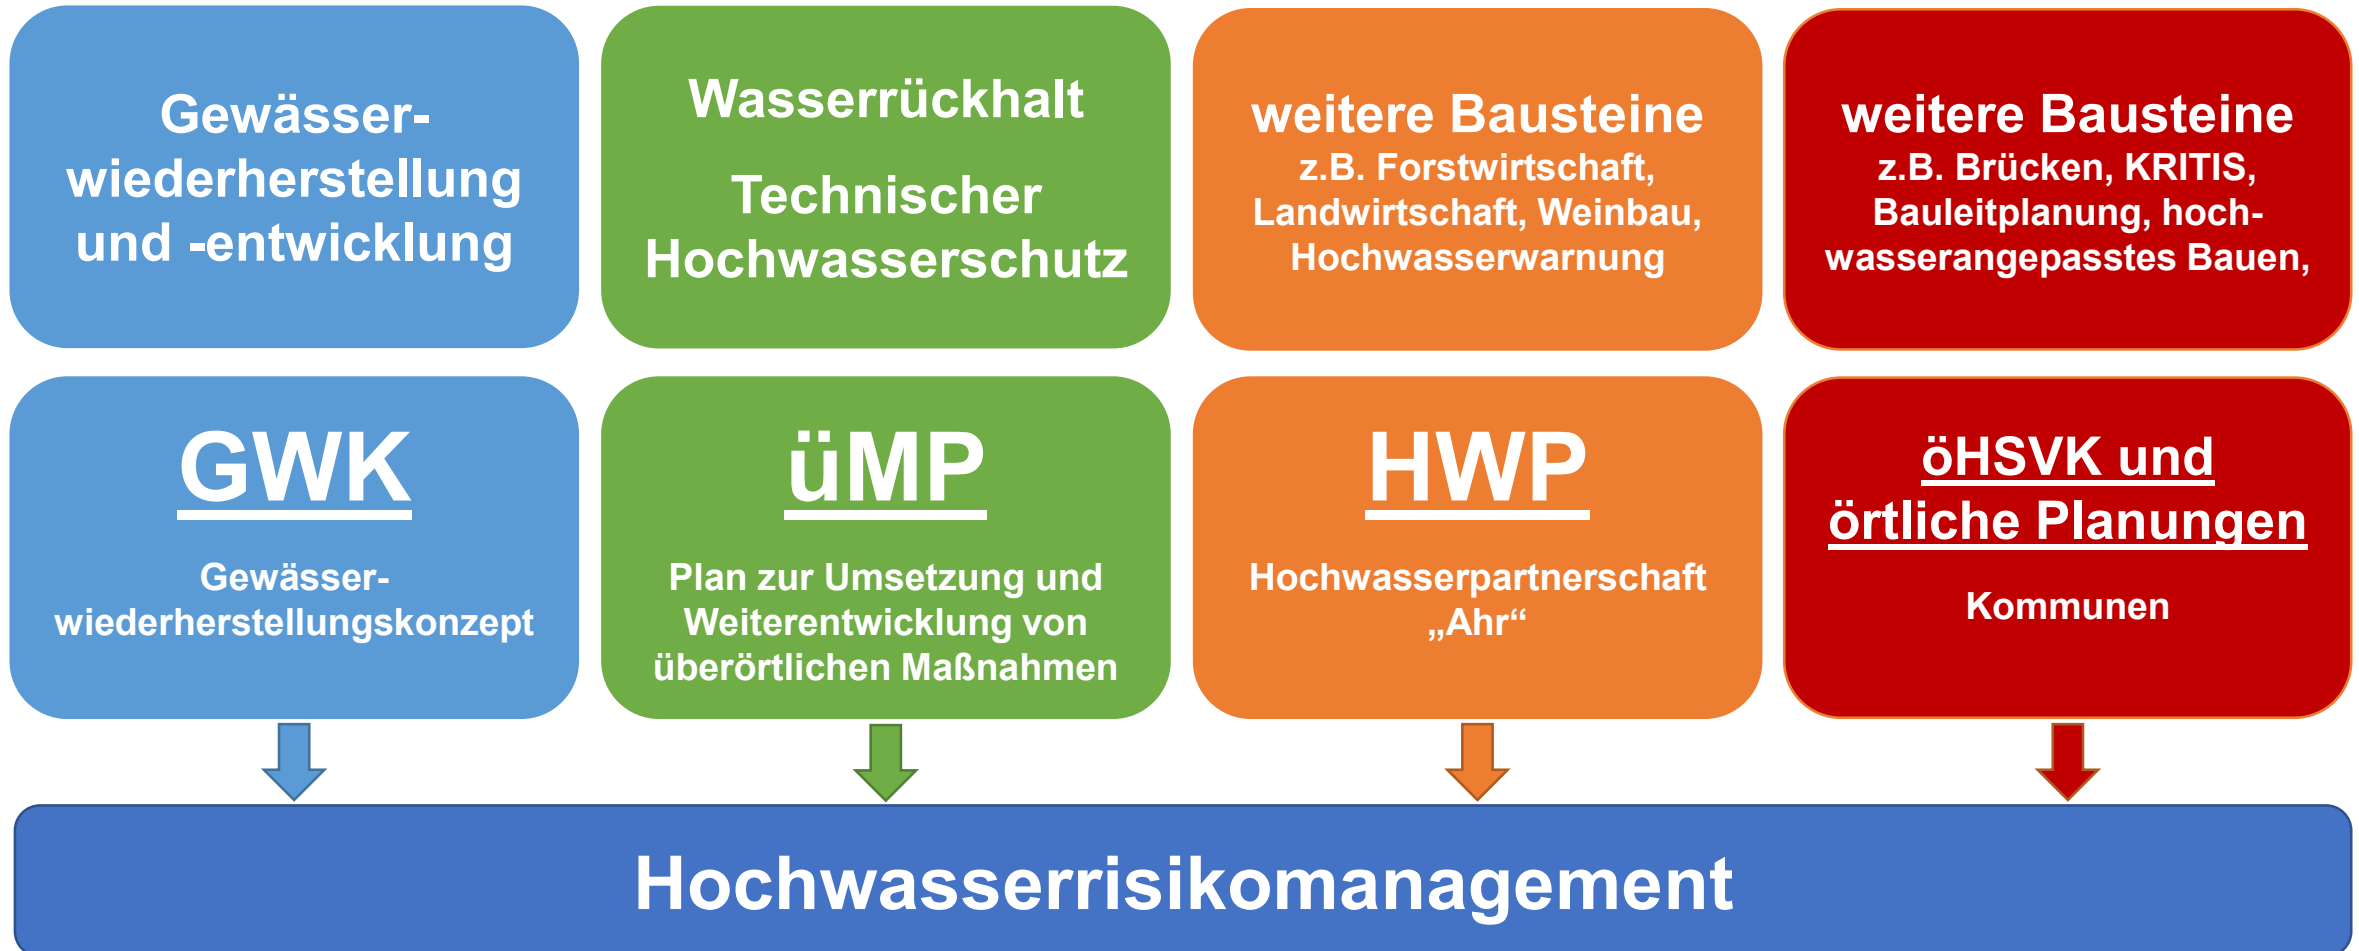 Gewässer-
wiederherstellung
und -entwicklung
Wasserrückhalt
Technischer
Hochwasserschutz
weitere Bausteine
z.B. Forstwirtschaft,
Landwirtschaft, Weinbau,
Hochwasserwarnung
weitere Bausteine
z.B. Brücken, KRITIS,
Bauleitplanung, hoch-
wasserangepasstes Bauen,
GWK
Gewässer-
wiederherstellungskonzept
üMP
Plan zur Umsetzung und
Weiterentwicklung von
überörtlichen Maßnahmen
HWP
Hochwasserpartnerschaft
„Ahr“
öHSVK und
örtliche Planungen
Kommunen
Hochwasserrisikomanagement